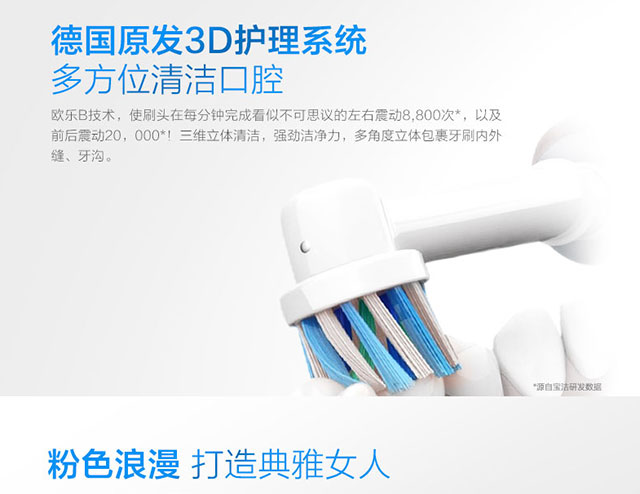 德国原发3D护理系统
多方位清洁口腔
欧乐B技术，使刷头在每分钟完成看似不可思议的左右震动8,800次*，以及
前后震动20，000*！三维立体清洁，强劲洁净力，多角度立体包裹牙刷内外
缝、牙沟。
*源自宝洁研发数据
粉色浪漫 打造典雅女人